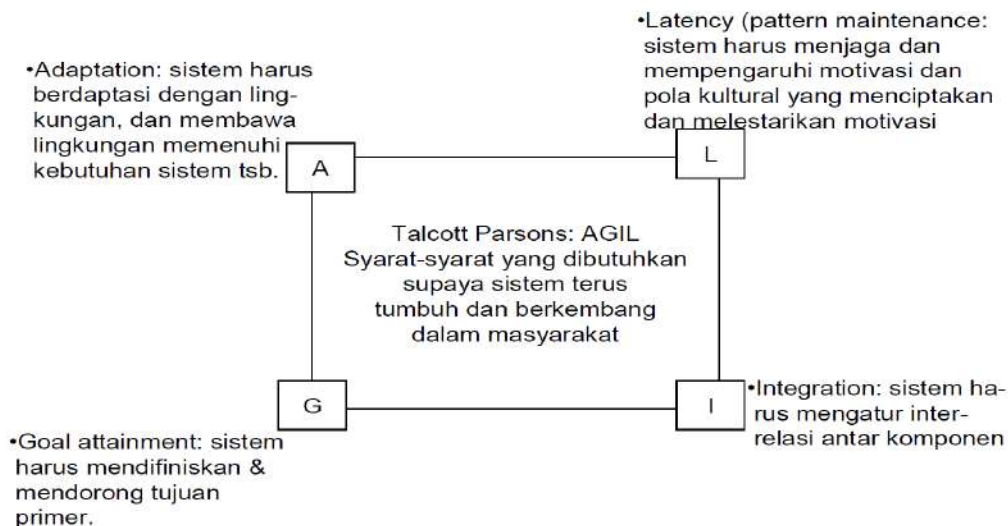 •Adaptation: sistem harus
berdaptasi dengan ling-
kungan, dan membawa
lingkungan memenuhi
kebutuhan sistem tsb.
A
•Latency (pattern maintenance:
sistem harus menjaga dan
mempengaruhi motivasi dan
pola kultural yang menciptakan
dan melestarikan motivasi
L
Talcott Parsons: AGIL
Syarat-syarat yang dibutuhkan
supaya sistem terus
tumbuh dan berkembang
dalam masyarakat
G
•Goal attainment: sistem
harus mendifiniskan &
mendorong tujuan
primer.
I
•Integration: sistem ha-
rus mengatur inter-
relasi antar komponen